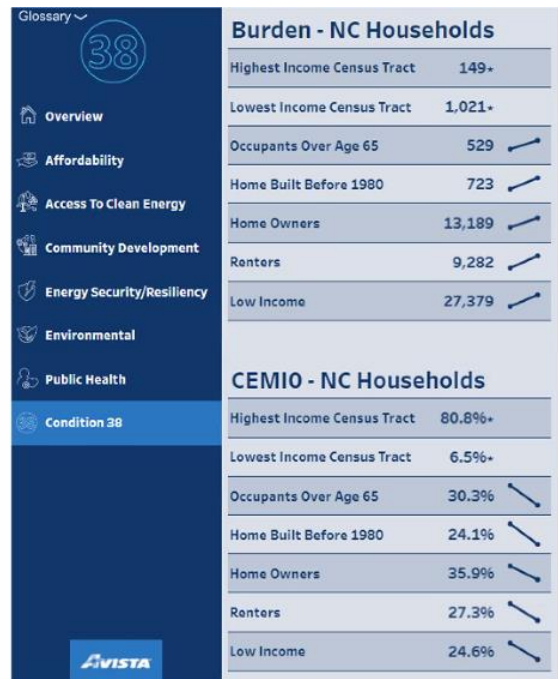 Glossary
38
Overview
Affordability
Access To Clean Energy
Community Development
Energy Security/Resiliency
Environmental
Public Health
38 Condition 38
AVISTA
Burden - NC Households
Highest Income Census Tract 149*
Lowest Income Census Tract 1,021*
Occupants Over Age 65 529
Home Built Before 1980 723
Home Owners 13,189
Renters 9,282
Low Income 27,379
CEMI0 - NC Households
Highest Income Census Tract 80.8%*
Lowest Income Census Tract 6.5%*
Occupants Over Age 65 30.3%
Home Built Before 1980 24.1%
Home Owners 35.9%
Renters 27.3%
Low Income 24.6%